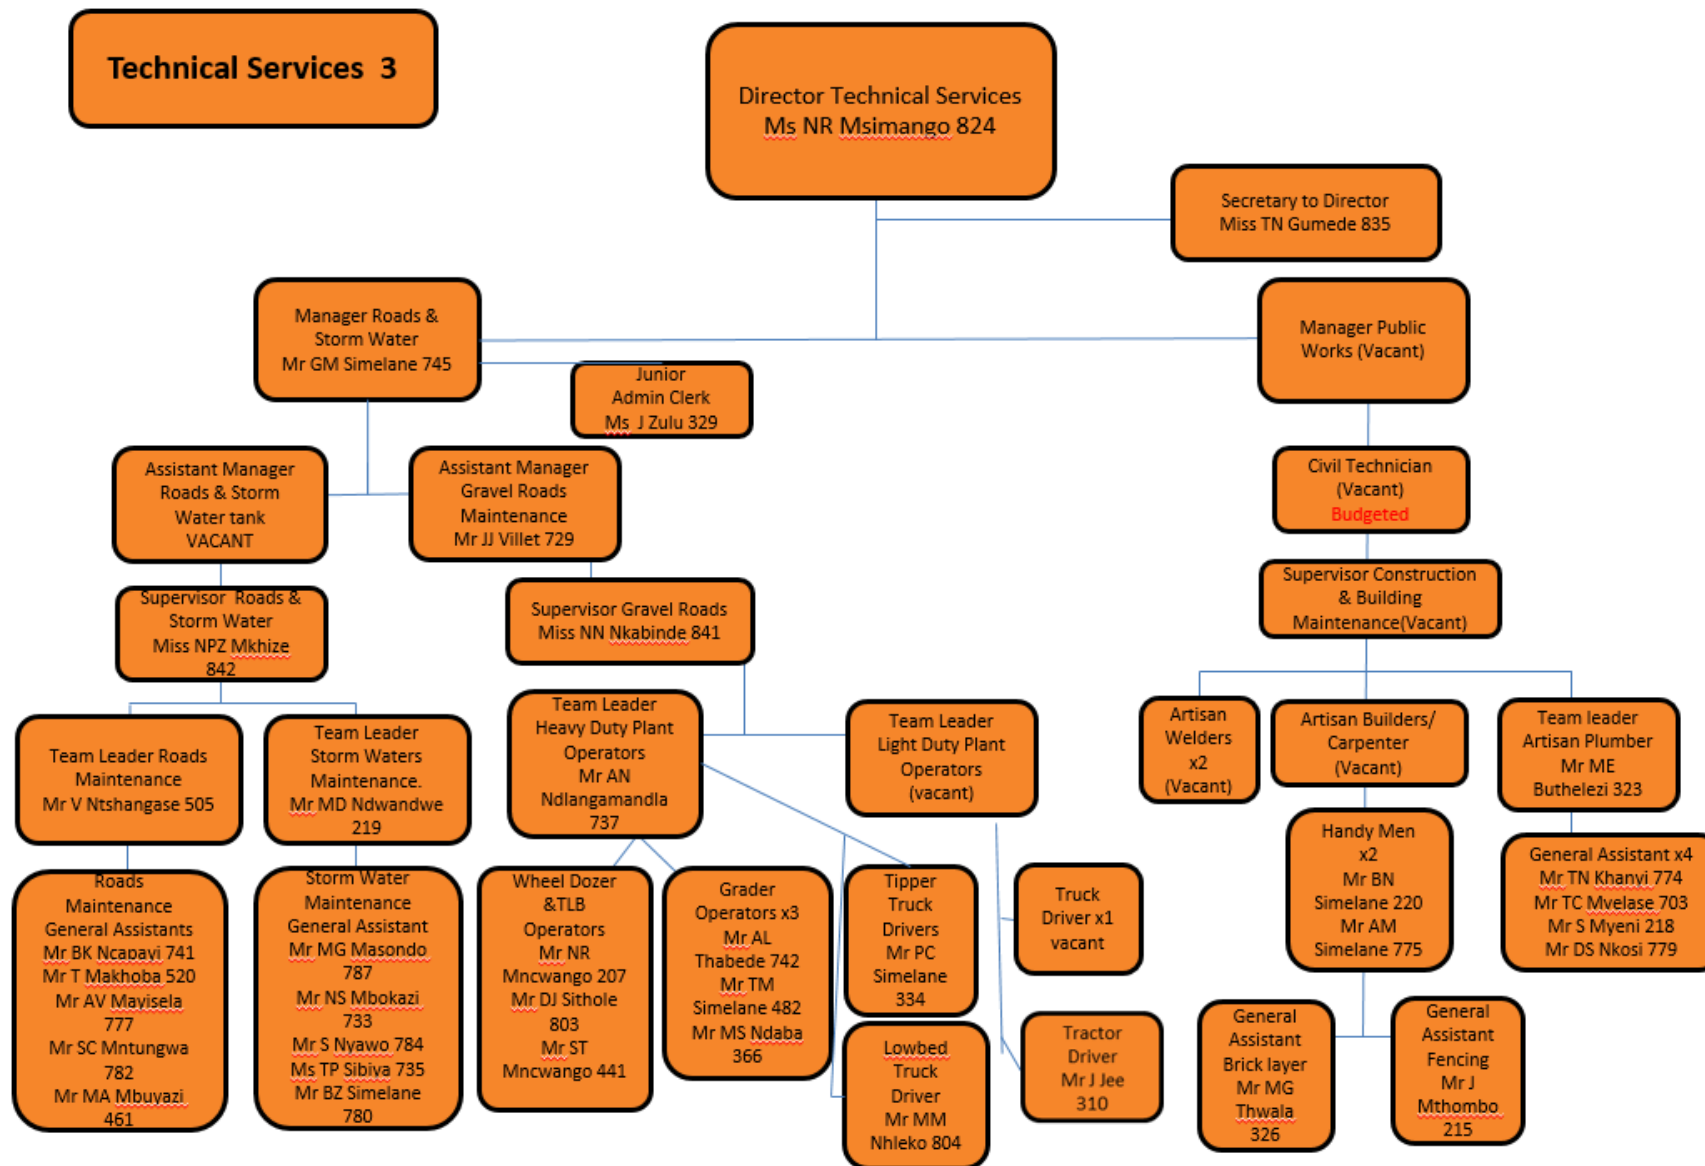 Technical Services 3
Director Technical Services
Ms NR Msimango 824
Secretary to Director
Miss TN Gumede 835
Manager Roads &
Storm Water
Mr GM Simelane 745
Manager Public
Works (Vacant)
Junior
Admin Clerk
Ms J Zulu 329
Assistant Manager
Roads & Storm
Water tank
VACANT
Assistant Manager
Gravel Roads
Maintenance
Mr JJ Villet 729
Civil Technician
(Vacant)
Budgeted
Supervisor Roads &
Storm Water
Miss NPZ Mkhize
842
Supervisor Gravel Roads
Miss NN Nkabinde 841
Supervisor Construction
& Building
Maintenance(Vacant)
Team Leader Roads
Maintenance
Mr V Ntshangase 505
Team Leader
Storm Waters
Maintenance.
Mr MD Ndwandwe
219
Team Leader
Heavy Duty Plant
Operators
Mr AN
Ndlangamandla
737
Team Leader
Light Duty Plant
Operators
(vacant)
Artisan
Welders
x2
(Vacant)
Artisan Builders/
Carpenter
(Vacant)
Team leader
Artisan Plumber
Mr ME
Buthelezi 323
Roads
Maintenance
General Assistants
Mr BK Ncapayi 741
Mr T Makhoba 520
Mr AV Mayisela
777
Mr SC Mntungwa
782
Mr MA Mbuyazi
461
Storm Water
Maintenance
General Assistant
Mr MG Masondo
787
Mr NS Mbokazi
733
Mr S Nyawo 784
Ms TP Sibiya 735
Mr BZ Simelane
780
Wheel Dozer
&TLB
Operators
Mr NR
Mncwango 207
Mr DJ Sithole
803
Mr ST
Mncwango 441
Grader
Operators x3
Mr AL
Thabede 742
Mr TM
Simelane 482
Mr MS Ndaba
366
Tipper
Truck
Drivers
Mr PC
Simelane
334
Lowbed
Truck
Driver
Mr MM
Nhleko 804
Truck
Driver x1
vacant
Tractor
Driver
Mr J Jee
310
Handy Men
x2
Mr BN
Simelane 220
Mr AM
Simelane 775
General Assistant x4
Mr TN Khanyi 774
Mr TC Mvelase 703
Mr S Myeni 218
Mr DS Nkosi 779
General
Assistant
Brick layer
Mr MG
Thwala
326
General
Assistant
Fencing
Mr J
Mthombo
215